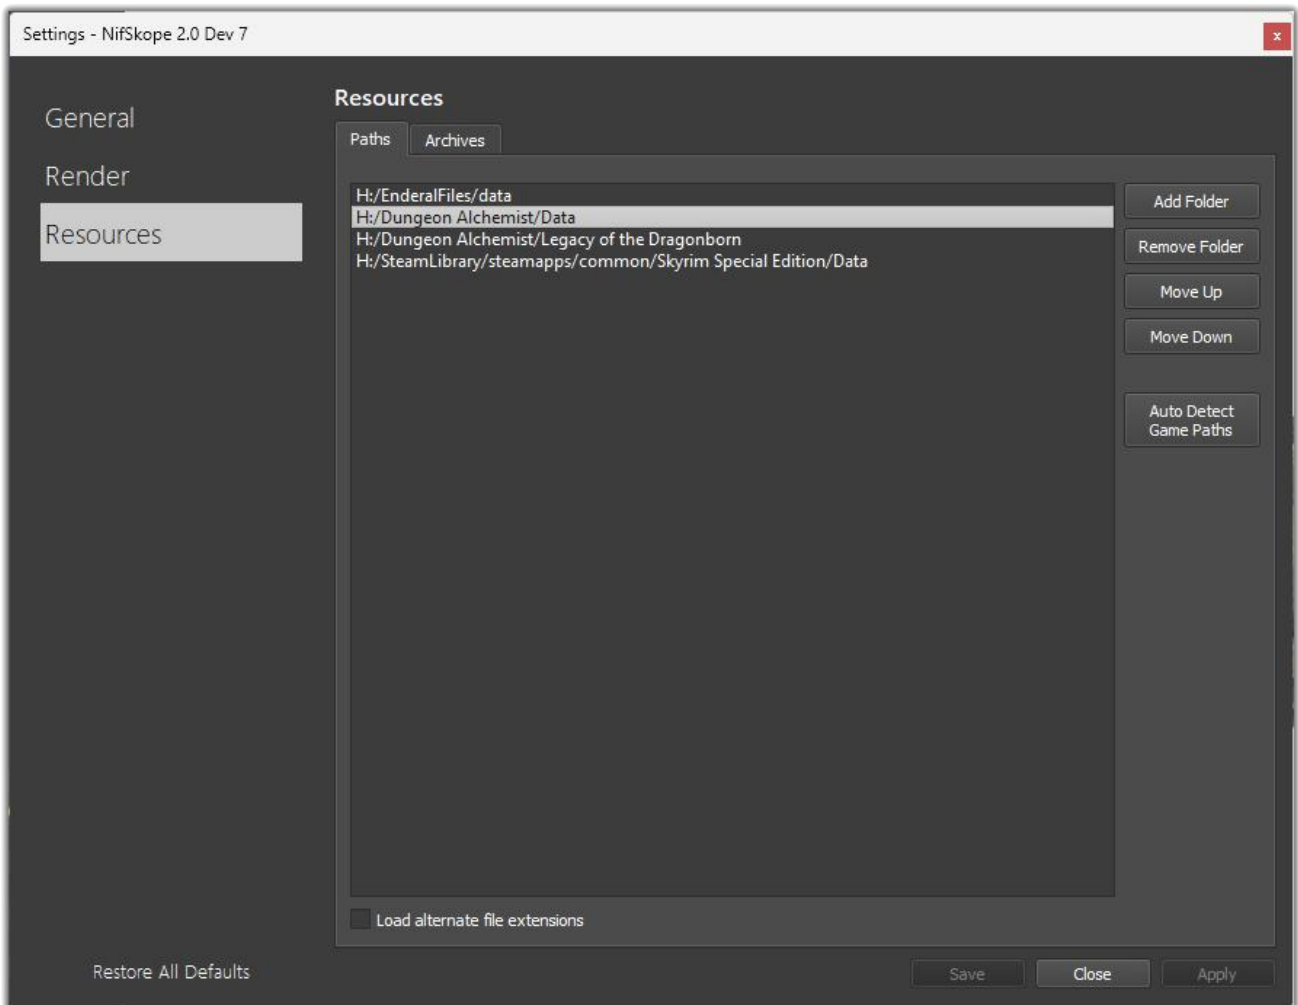 Settings - NifSkope 2.0 Dev 7
x
General
Render
Resources
Resources
Paths
Archives
H:/EnderalFiles/data
H:/Dungeon Alchemist/Data
H:/Dungeon Alchemist/Legacy of the Dragonborn
H:/SteamLibrary/steamapps/common/Skyrim Special Edition/Data
Add Folder
Remove Folder
Move Up
Move Down
Auto Detect
Game Paths
Load alternate file extensions
Restore All Defaults
Save
Close
Apply